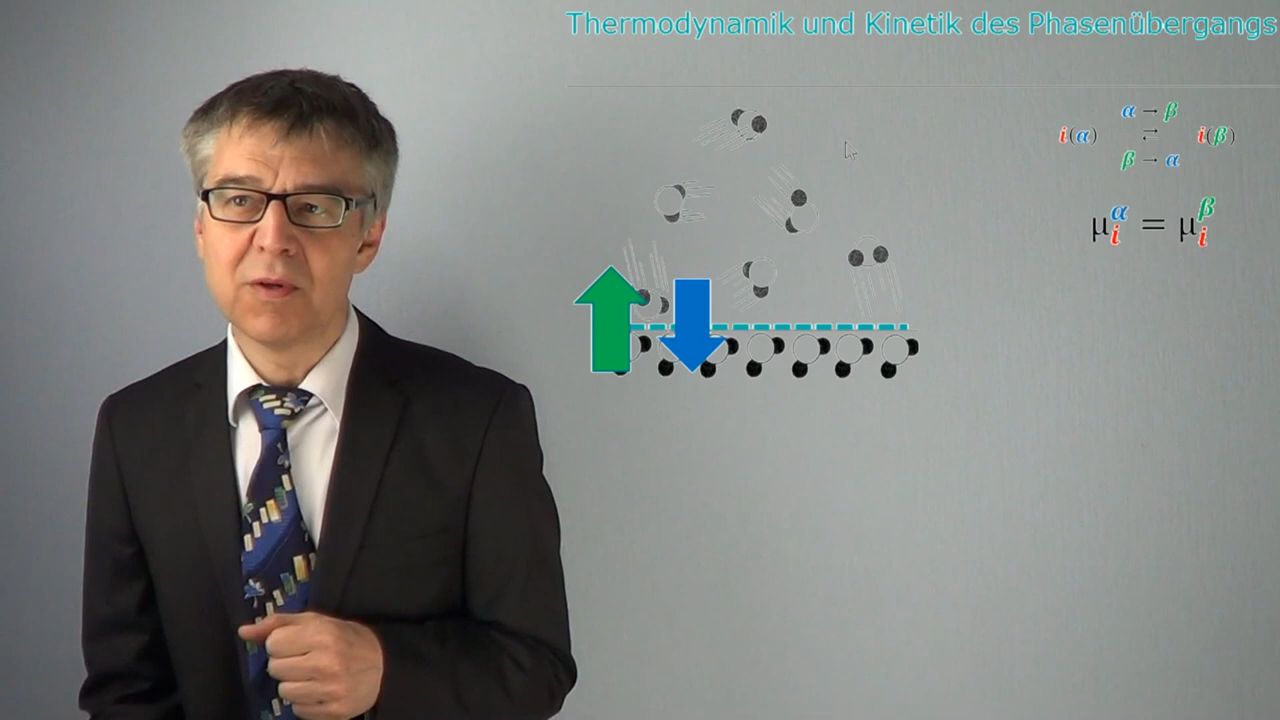 Thermodynamik und Kinetik des Phasenübergangs
α → β
i(α) ⇄ i(β)
β → α
μᵢᵅ = μᵢᵝ